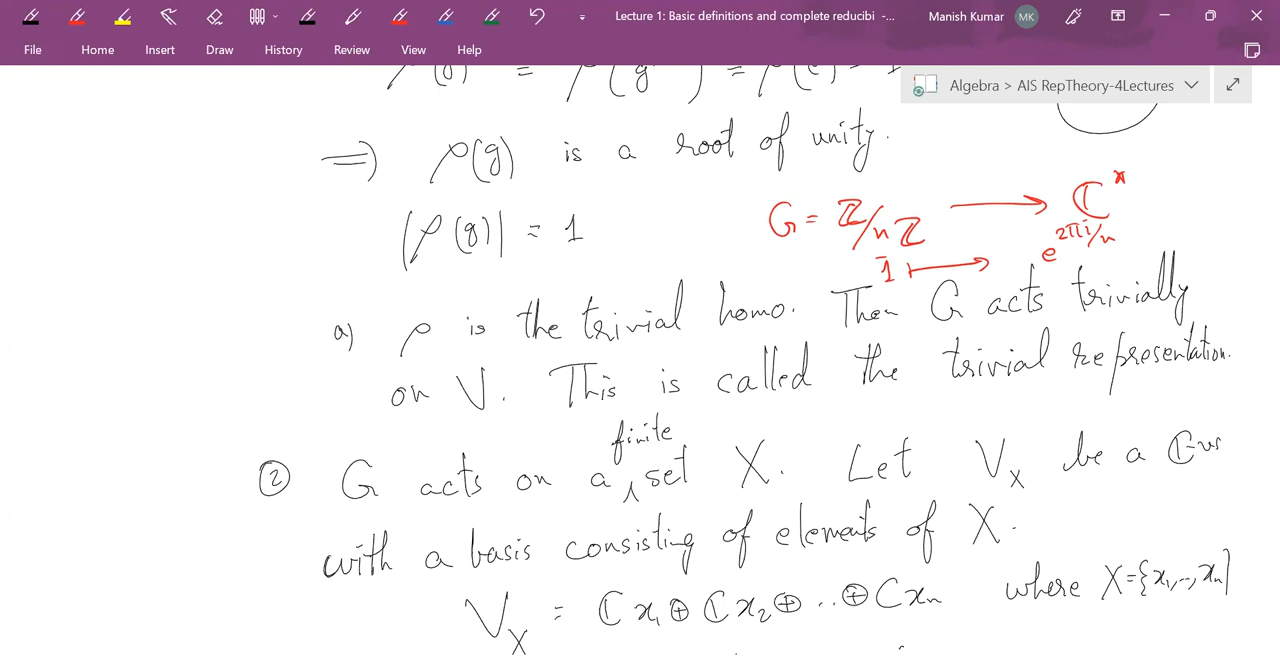 Lecture 1: Basic definitions and complete reducibi -...
Manish Kumar MK
File Home Insert Draw History Review View Help
Algebra > AIS RepTheory-4Lectures
⟹ ρ(g) is a root of unity.
|ρ(g)| = 1
G = ℤ/nℤ ⟶ ℂ^×
1̄ ⟼ e^{2πi/n}
a) ρ is the trivial homo. Then G acts trivially
on V. This is called the trivial representation.
② G acts on a finite set X. Let V_X be a ℂ-vs
with a basis consisting of elements of X.
V_X = ℂx₁ ⊕ ℂx₂ ⊕ .. ⊕ ℂxₙ where X={x₁,..,xₙ}